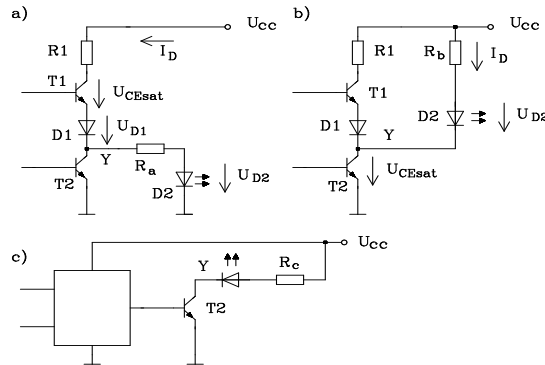 a)
U_CC
R1
I_D
T1
U_CEsat
D1
U_D1
Y
R_a
T2
D2
U_D2
b)
U_CC
R1
R_b
I_D
T1
D1
Y
D2
U_D2
T2
U_CEsat
c)
U_CC
Y
R_c
T2